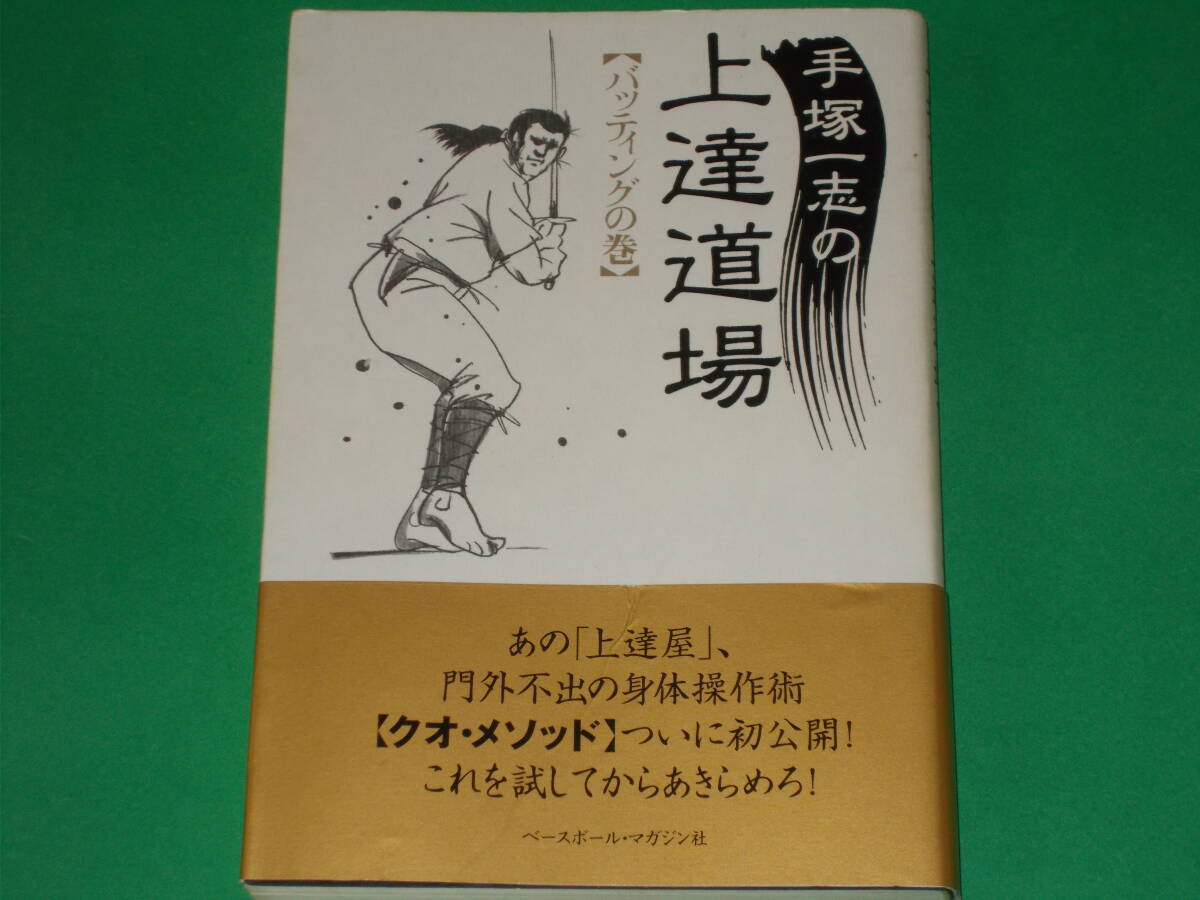 手塚一志の
上達道場
【バッティングの巻】
あの「上達屋」、
門外不出の身体操作術
【クオ・メソッド】ついに初公開!
これを試してからあきらめろ!
ベースボール・マガジン社